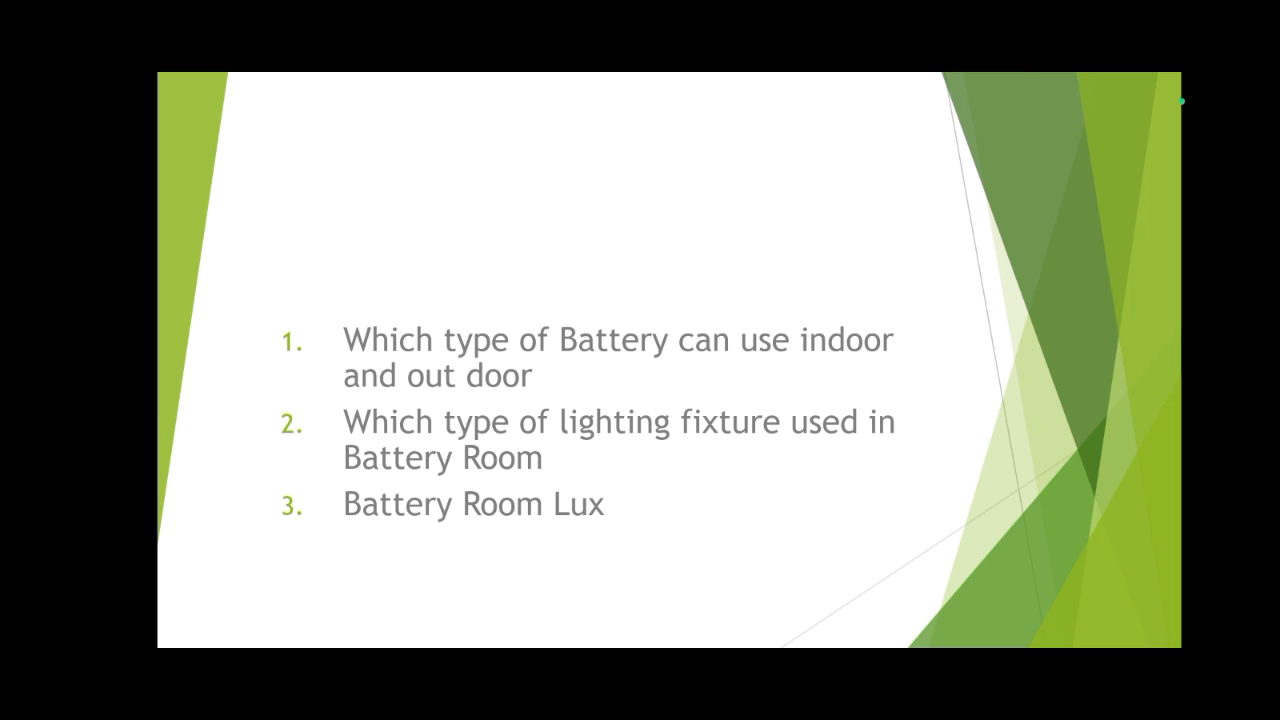 1. Which type of Battery can use indoor
and out door
2. Which type of lighting fixture used in
Battery Room
3. Battery Room Lux